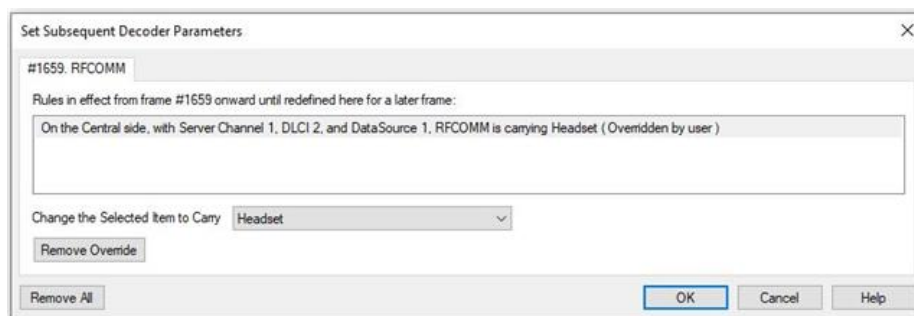 Set Subsequent Decoder Parameters
#1659. RFCOMM
Rules in effect from frame #1659 onward until redefined here for a later frame:
On the Central side, with Server Channel 1, DLCI 2, and DataSource 1, RFCOMM is carrying Headset ( Overridden by user )
Change the Selected Item to Carry Headset
Remove Override
Remove All OK Cancel Help